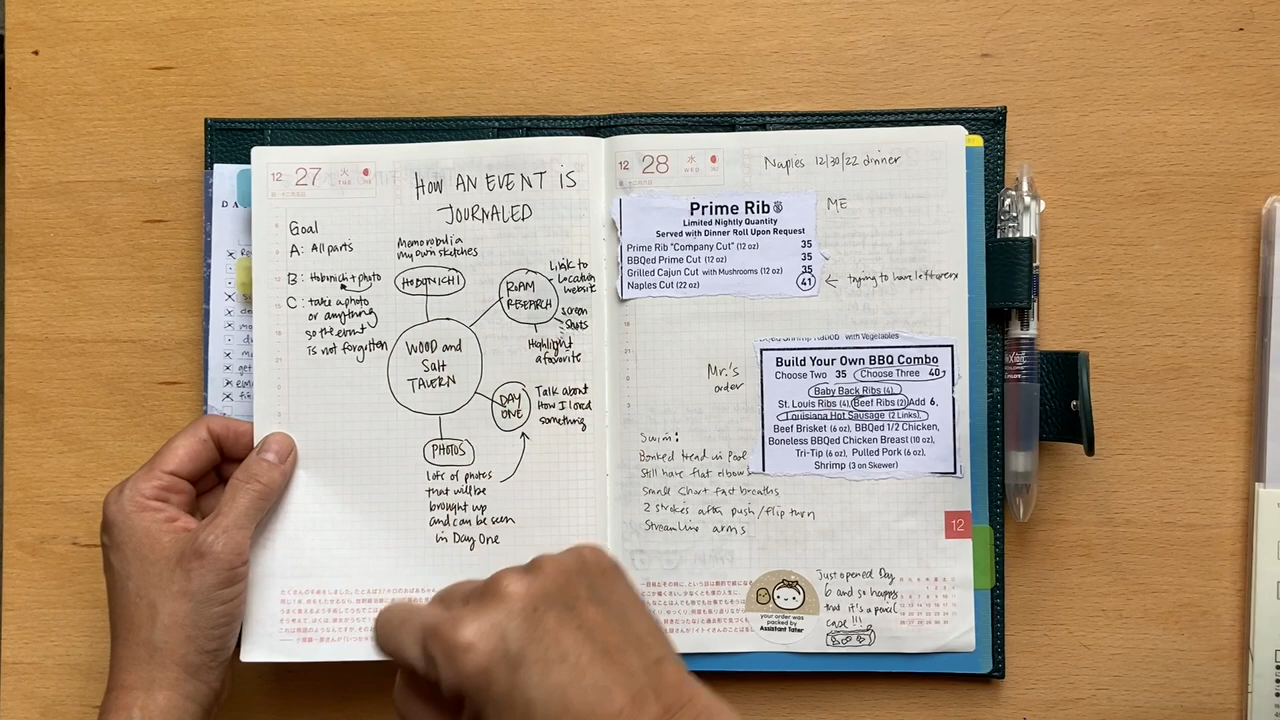 12 27 火 TUE
HOW AN EVENT IS
JOURNALED
Goal
A: All parts
B: Hobonichi + photo
C: take a photo
or anything
so the event
is not forgotten
Memorabilia
my own sketches
HOBONICHI
ROAM
RESEARCH
Link to
location
website
screen
shots
Highlight
a favorite
WOOD and
Salt
TAVERN
DAY
ONE
Talk about
How I loved
something
PHOTOS
Lots of photos
that will be
brought up
and can be seen
in Day One
12 28 水 WED
Naples 12/30/22 dinner
Prime Rib
Limited Nightly Quantity
Served with Dinner Roll Upon Request
Prime Rib "Company Cut" (12 oz) 35
BBQed Prime Cut (12 oz) 35
Grilled Cajun Cut with Mushrooms (12 oz) 35
Naples Cut (22 oz) 41
ME
← trying to have leftovers
with Vegetables
Build Your Own BBQ Combo
Choose Two 35 Choose Three 40
Baby Back Ribs (4)
St. Louis Ribs (4), Beef Ribs (2) Add 6,
Louisiana Hot Sausage (2 Links),
Beef Brisket (6 oz), BBQed 1/2 Chicken,
Boneless BBQed Chicken Breast (10 oz),
Tri-Tip (6 oz), Pulled Pork (6 oz),
Shrimp (3 on Skewer)
Mr.'s
order
Swim:
Bonked head in pool
Still have flat elbows
Small short fast breaths
2 strokes after push/flip turn
Streamline arms
12
your order was
packed by
Assistant Tater
Just opened Day
6 and so happy
that it's a pencil
case!!!